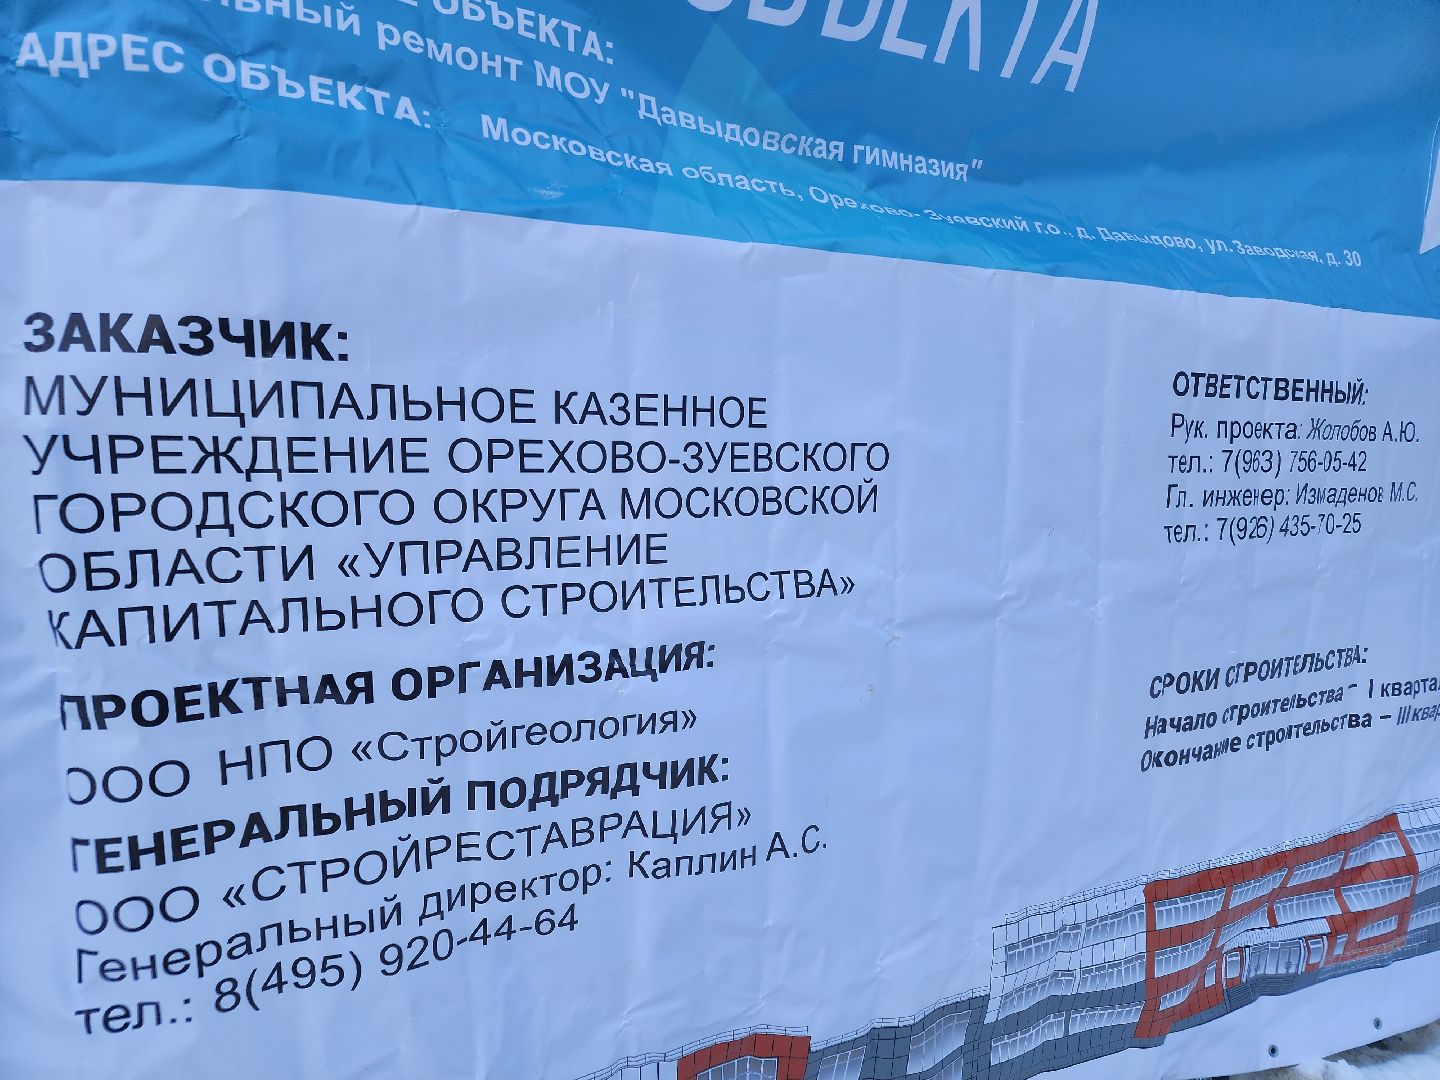 ОБЪЕКТА
ОБЪЕКТА:
ремонт МОУ "Давыдовская гимназия"
АДРЕС ОБЪЕКТА: Московская область, Орехово-Зуевский г.о., д. Давыдово, ул. Заводская, д. 30
ЗАКАЗЧИК:
МУНИЦИПАЛЬНОЕ КАЗЕННОЕ
УЧРЕЖДЕНИЕ ОРЕХОВО-ЗУЕВСКОГО
ГОРОДСКОГО ОКРУГА МОСКОВСКОЙ
ОБЛАСТИ «УПРАВЛЕНИЕ
КАПИТАЛЬНОГО СТРОИТЕЛЬСТВА»
ПРОЕКТНАЯ ОРГАНИЗАЦИЯ:
ООО НПО «Стройгеология»
ГЕНЕРАЛЬНЫЙ ПОДРЯДЧИК:
ООО «СТРОЙРЕСТАВРАЦИЯ»
Генеральный директор: Каплин А.С.
тел.: 8(495) 920-44-64
ОТВЕТСТВЕННЫЙ:
Рук. проекта: Жолобов А.Ю.
тел.: 7(963) 756-05-42
Гл. инженер: Измаденов М.С.
тел.: 7(926) 435-70-25
СРОКИ СТРОИТЕЛЬСТВА:
Начало строительства – I
Окончание строительства – III